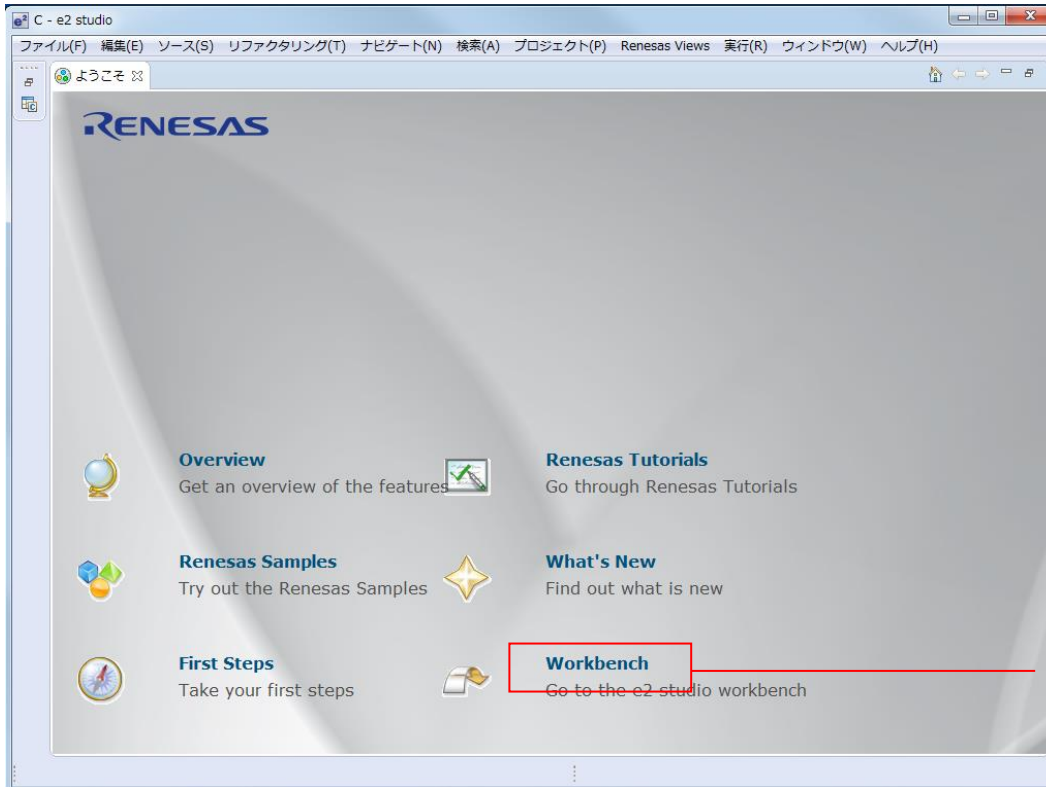 C - e2 studio
ファイル(F) 編集(E) ソース(S) リファクタリング(T) ナビゲート(N) 検索(A) プロジェクト(P) Renesas Views 実行(R) ウィンドウ(W) ヘルプ(H)
ようこそ
RENESAS
Overview
Get an overview of the features
Renesas Tutorials
Go through Renesas Tutorials
Renesas Samples
Try out the Renesas Samples
What's New
Find out what is new
First Steps
Take your first steps
Workbench
Go to the e2 studio workbench